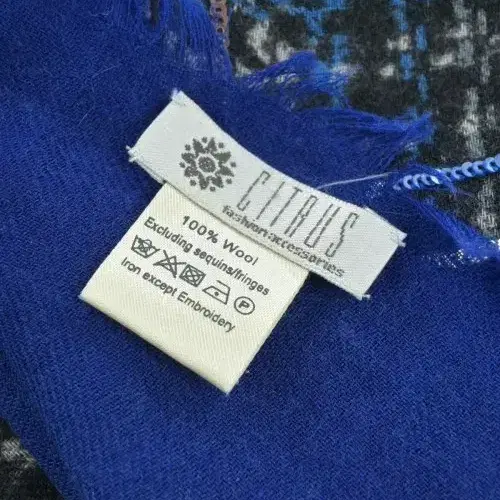 CITRUS
fashion accessories
100% Wool
Excluding sequins/fringes
P
Iron except Embroidery